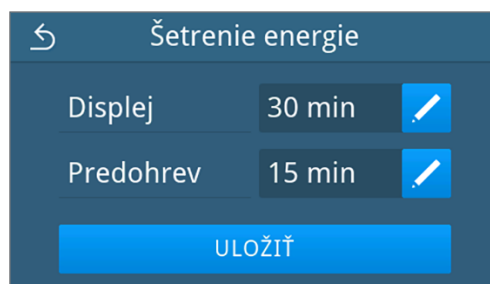 Šetrenie energie
Displej 30 min
Predohrev 15 min
ULOŽIŤ